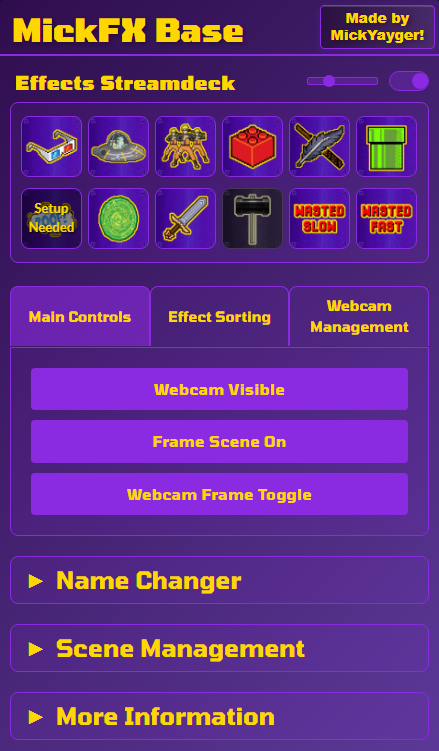 MickFX Base
Made by
MickYayger!
Effects Streamdeck
Setup
Needed
WASTED
SLOW
WASTED
FAST
Main Controls
Effect Sorting
Webcam
Management
Webcam Visible
Frame Scene On
Webcam Frame Toggle
Name Changer
Scene Management
More Information